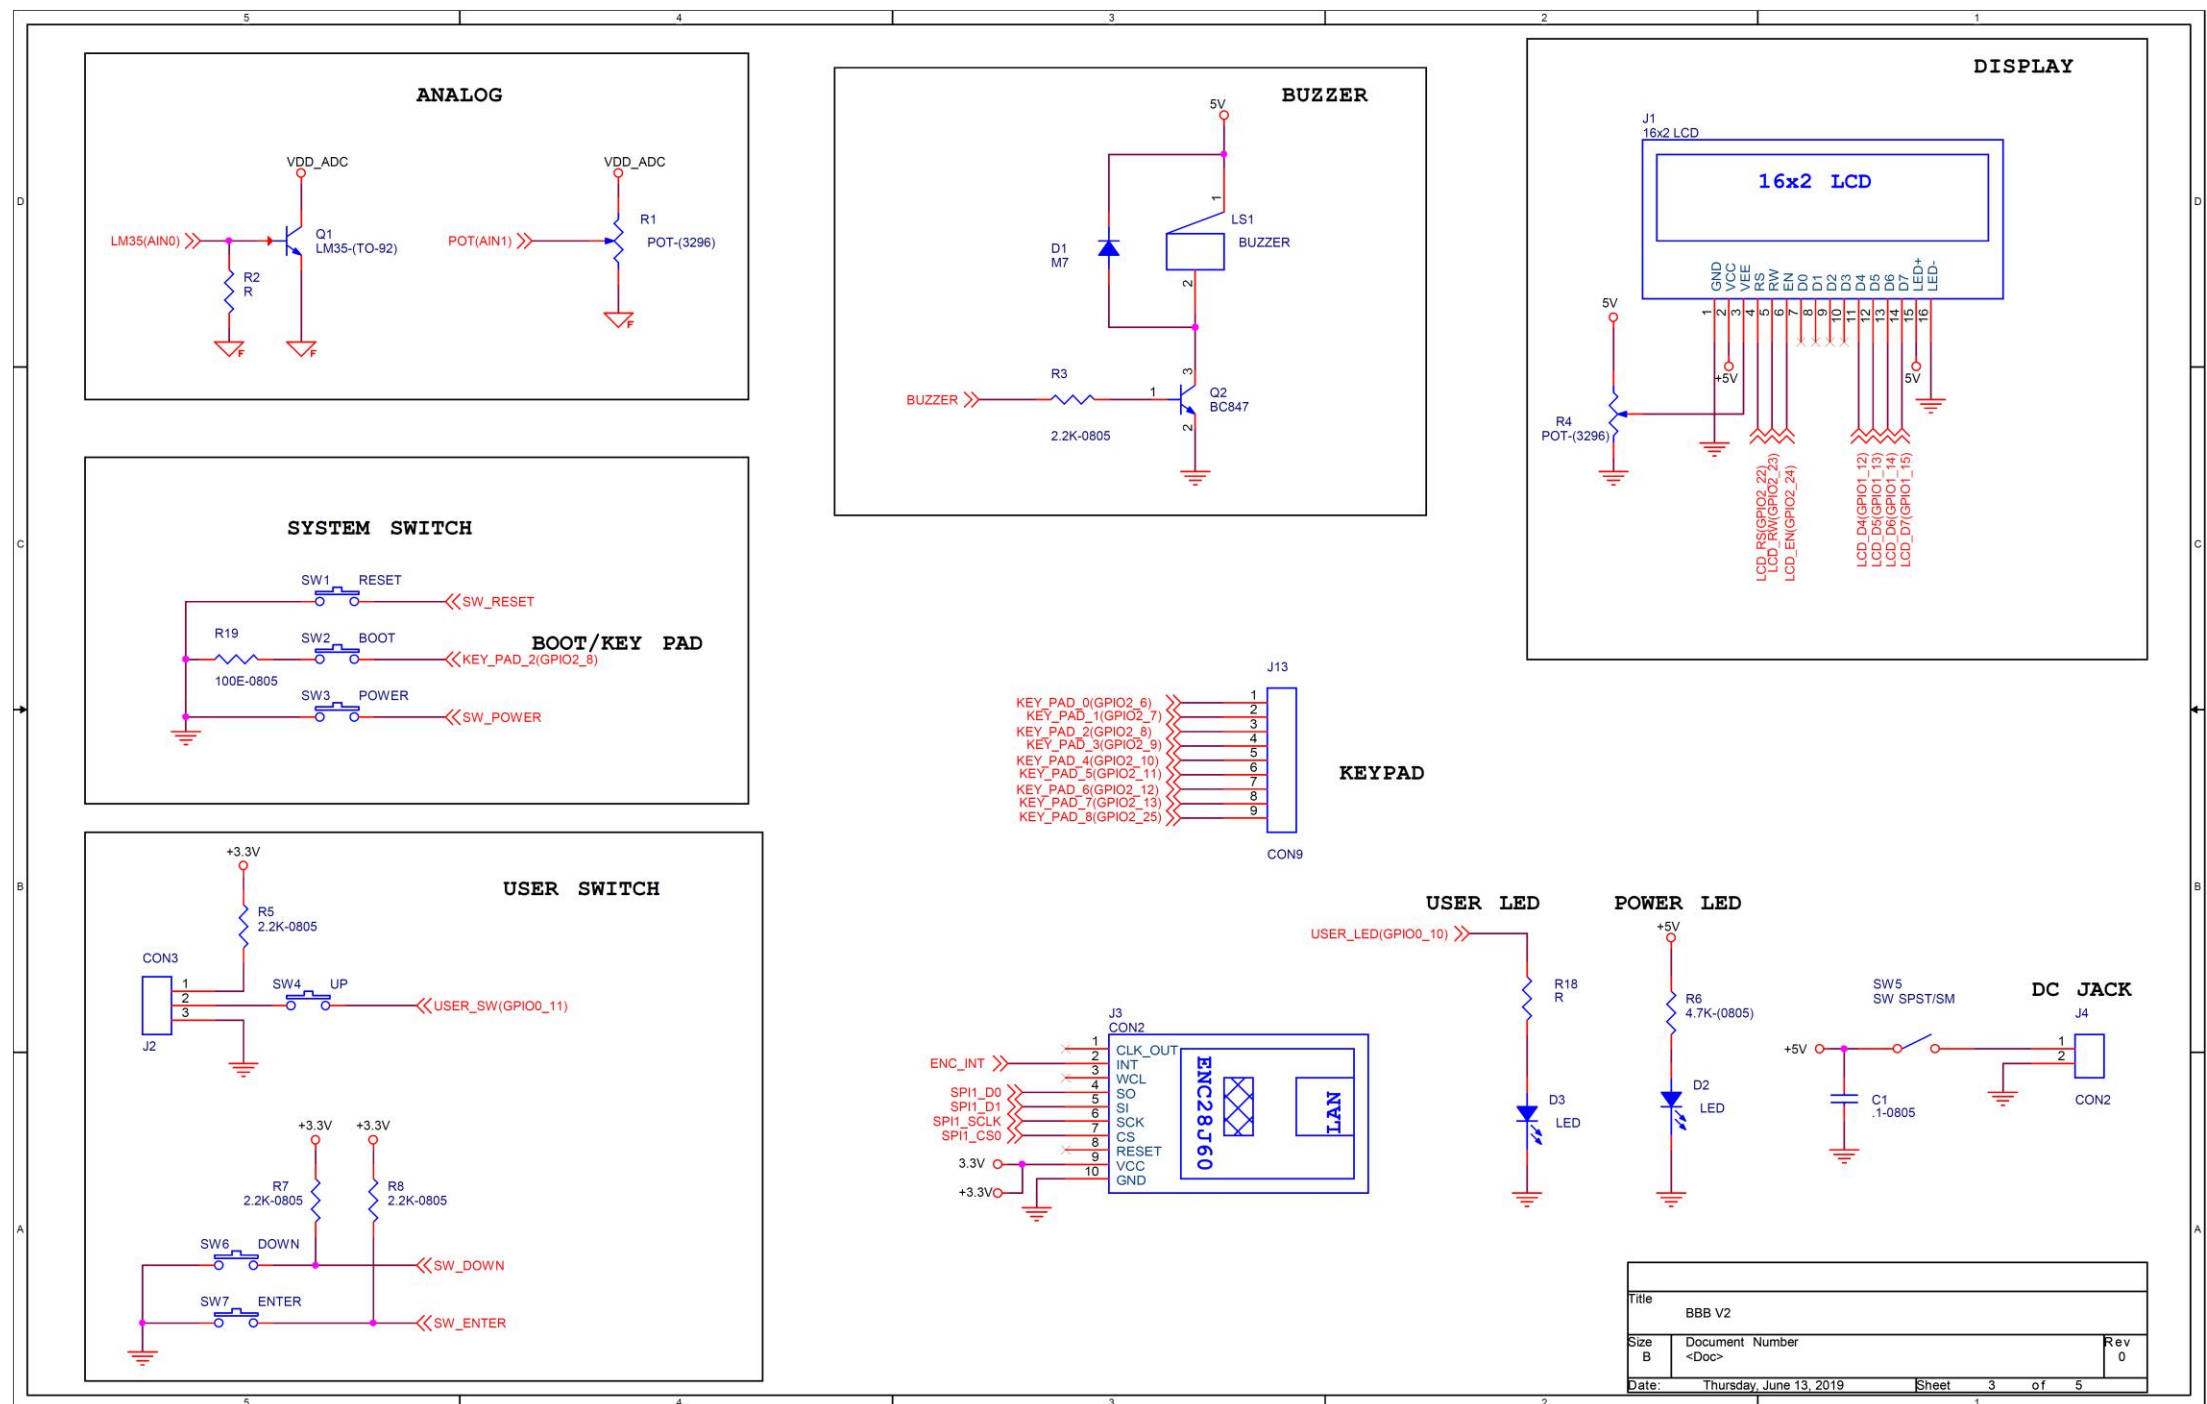 5 4 3 2 1
D
C
B
A
D
C
B
A
ANALOG
VDD_ADC
LM35(AIN0)
Q1
LM35-(TO-92)
R2
R
F
F
VDD_ADC
POT(AIN1)
R1
POT-(3296)
F
BUZZER
5V
1
LS1
BUZZER
D1
M7
2
BUZZER
R3
2.2K-0805
1
3
Q2
BC847
2
DISPLAY
J1
16x2 LCD
16x2 LCD
GND
VCC
VEE
RS
RW
EN
D0
D1
D2
D3
D4
D5
D6
D7
LED+
LED-
1
2
3
4
5
6
7
8
9
10
11
12
13
14
15
16
5V
+5V
5V
R4
POT-(3296)
LCD_RS(GPIO2_22)
LCD_RW(GPIO2_23)
LCD_EN(GPIO2_24)
LCD_D4(GPIO1_12)
LCD_D5(GPIO1_13)
LCD_D6(GPIO1_14)
LCD_D7(GPIO1_15)
SYSTEM SWITCH
SW1 RESET
SW_RESET
R19
100E-0805
SW2 BOOT
BOOT/KEY PAD
KEY_PAD_2(GPIO2_8)
SW3 POWER
SW_POWER
J13
KEY_PAD_0(GPIO2_6) 1
KEY_PAD_1(GPIO2_7) 2
KEY_PAD_2(GPIO2_8) 3
KEY_PAD_3(GPIO2_9) 4
KEY_PAD_4(GPIO2_10) 5
KEY_PAD_5(GPIO2_11) 6
KEY_PAD_6(GPIO2_12) 7
KEY_PAD_7(GPIO2_13) 8
KEY_PAD_8(GPIO2_25) 9
KEYPAD
CON9
USER SWITCH
+3.3V
R5
2.2K-0805
CON3
1
2
3
J2
SW4 UP
USER_SW(GPIO0_11)
+3.3V +3.3V
R7
2.2K-0805
R8
2.2K-0805
SW6 DOWN
SW_DOWN
SW7 ENTER
SW_ENTER
USER LED
USER_LED(GPIO0_10)
R18
R
D3
LED
POWER LED
+5V
R6
4.7K-(0805)
D2
LED
DC JACK
SW5
SW SPST/SM
J4
+5V
1
2
C1
.1-0805
CON2
J3
CON2
1 CLK_OUT
ENC_INT 2 INT
3 WCL
SPI1_D0 4 SO
SPI1_D1 5 SI
SPI1_SCLK 6 SCK
SPI1_CS0 7 CS
8 RESET
3.3V 9 VCC
10 GND
+3.3V
ENC28J60
LAN
Title
BBB V2
Size
B
Document Number
<Doc>
Rev
0
Date: Thursday, June 13, 2019 Sheet 3 of 5
5 4 3 2 1